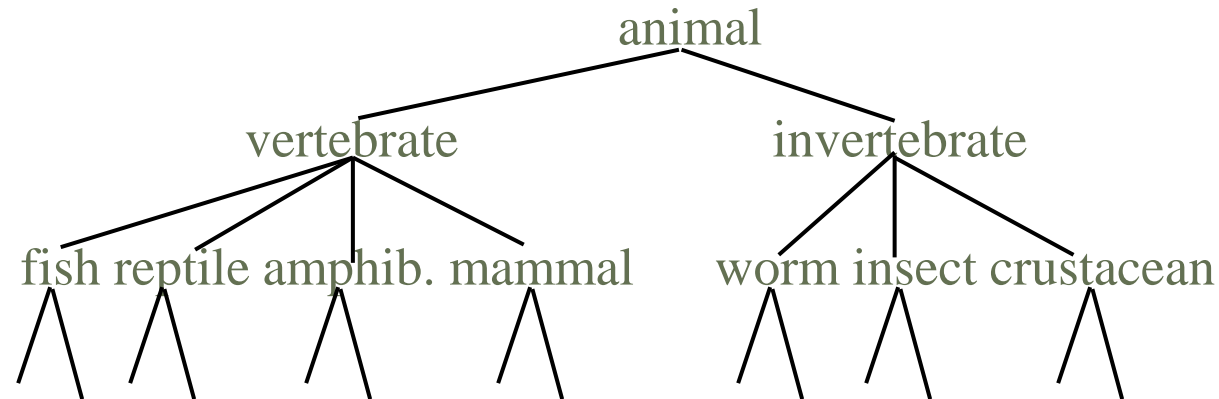 animal
vertebrate invertebrate
fish reptile amphib. mammal worm insect crustacean